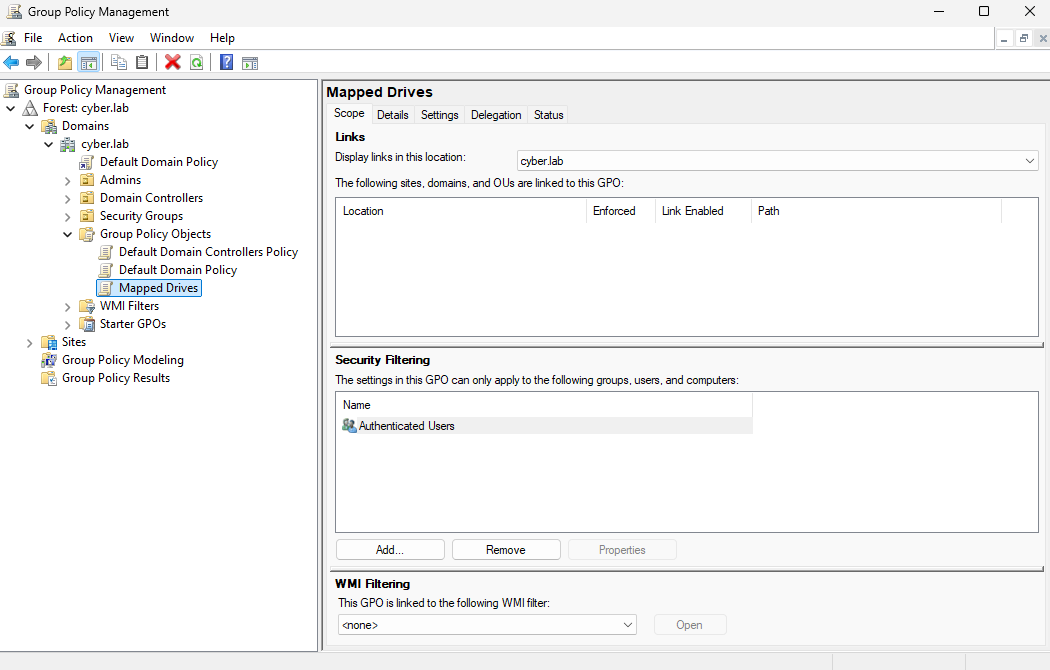 Group Policy Management
File Action View Window Help
Group Policy Management
Forest: cyber.lab
Domains
cyber.lab
Default Domain Policy
Admins
Domain Controllers
Security Groups
Group Policy Objects
Default Domain Controllers Policy
Default Domain Policy
Mapped Drives
WMI Filters
Starter GPOs
Sites
Group Policy Modeling
Group Policy Results
Mapped Drives
Scope Details Settings Delegation Status
Links
Display links in this location: cyber.lab
The following sites, domains, and OUs are linked to this GPO:
Location Enforced Link Enabled Path
Security Filtering
The settings in this GPO can only apply to the following groups, users, and computers:
Name
Authenticated Users
Add... Remove Properties
WMI Filtering
This GPO is linked to the following WMI filter:
<none> Open